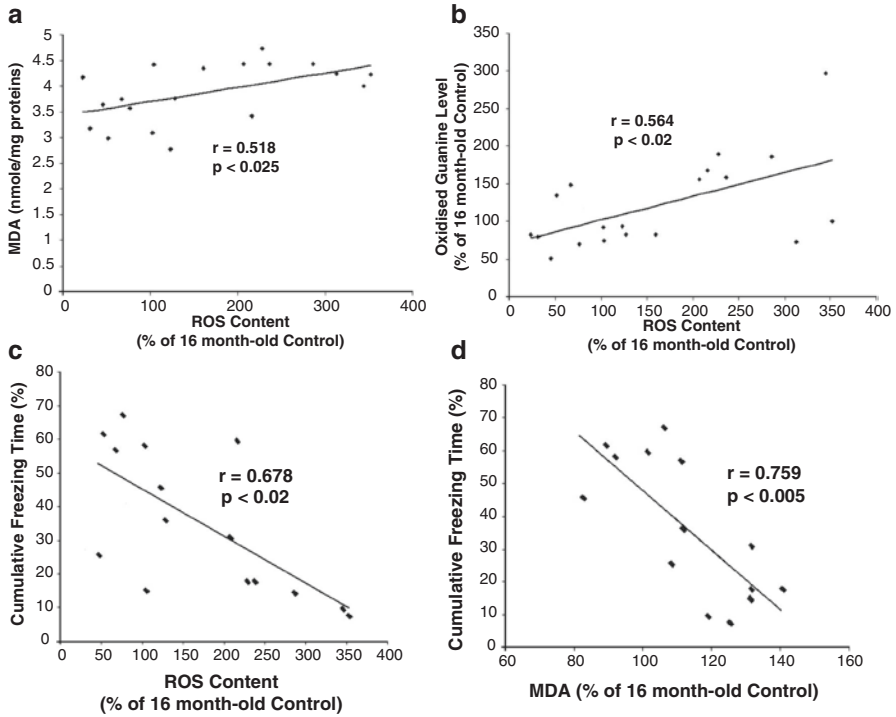 a
5
4.5
4
3.5
3
2.5
2
1.5
1
0.5
0
MDA (nmole/mg proteins)
r = 0.518
p < 0.025
0 100 200 300 400
ROS Content
(% of 16 month-old Control)
b
350
300
250
200
150
100
50
0
Oxidised Guanine Level
(% of 16 month-old Control)
r = 0.564
p < 0.02
0 50 100 150 200 250 300 350 400
ROS Content
(% of 16 month-old Control)
c
80
70
60
50
40
30
20
10
0
Cumulative Freezing Time (%)
r = 0.678
p < 0.02
0 50 100 150 200 250 300 350 400
ROS Content
(% of 16 month-old Control)
d
80
70
60
50
40
30
20
10
0
Cumulative Freezing Time (%)
r = 0.759
p < 0.005
60 80 100 120 140 160
MDA (% of 16 month-old Control)